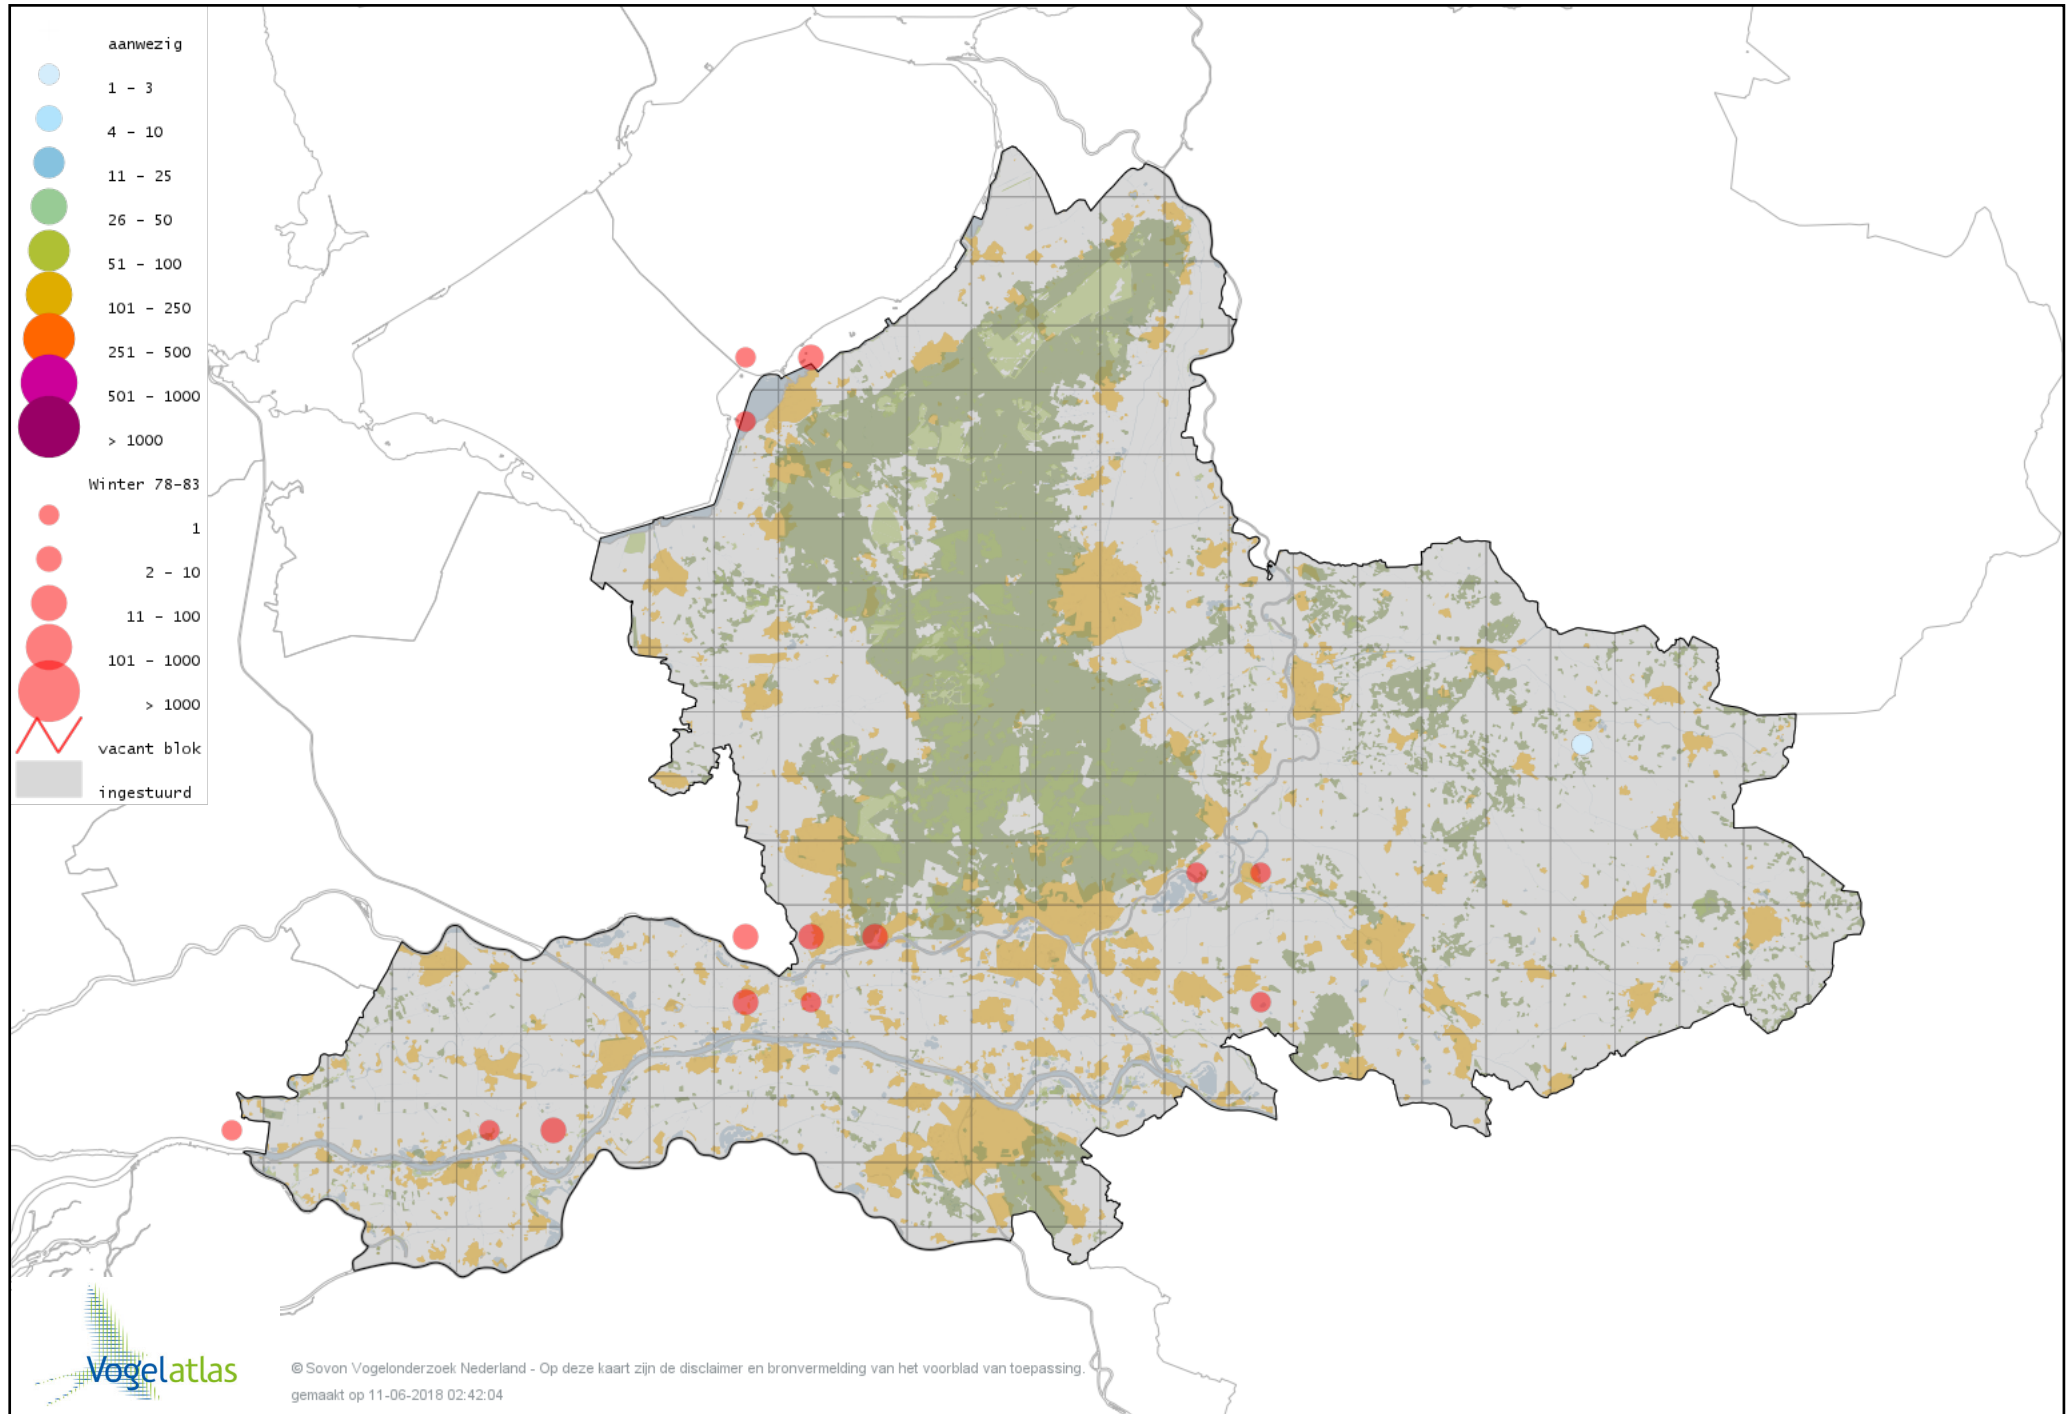 aanwezig
1 - 3
4 - 10
11 - 25
26 - 50
51 - 100
101 - 250
251 - 500
501 - 1000
> 1000
Winter 78-83
1
2 - 10
11 - 100
101 - 1000
> 1000
vacant blok
ingestuurd
Vogelatlas
© Sovon Vogelonderzoek Nederland - Op deze kaart zijn de disclaimer en bronvermelding van het voorblad van toepassing.
gemaakt op 11-06-2018 02:42:04